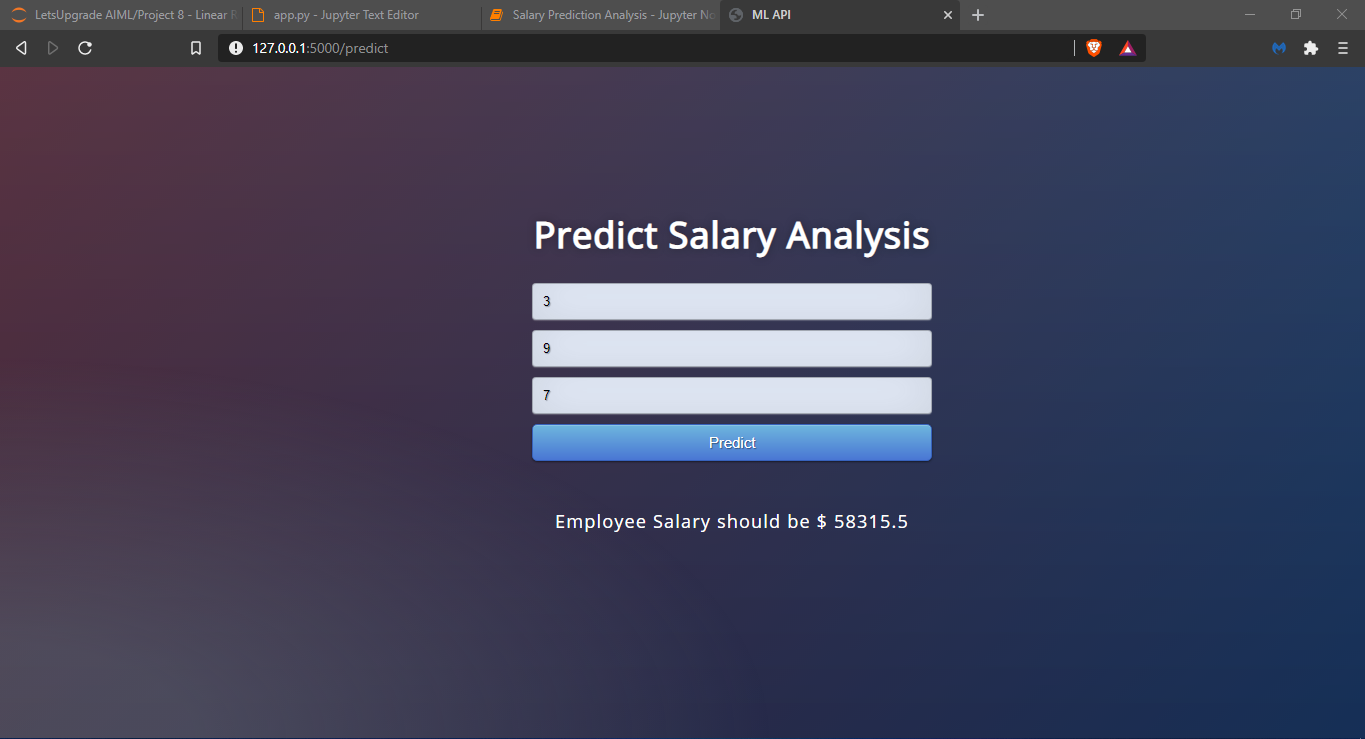 LetsUpgrade AIML/Project 8 - Linear R
app.py - Jupyter Text Editor
Salary Prediction Analysis - Jupyter No
ML API
127.0.0.1:5000/predict
Predict Salary Analysis
3
9
7
Predict
Employee Salary should be $ 58315.5